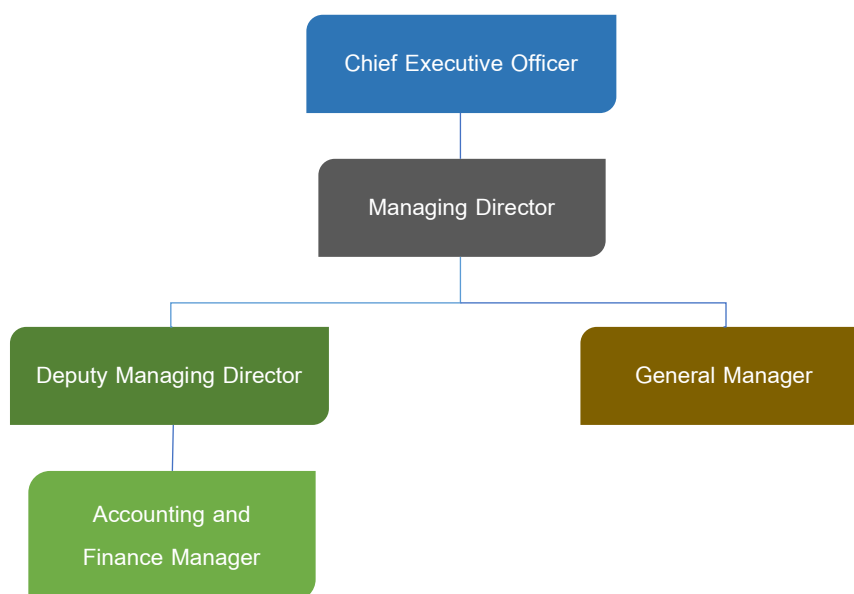 Chief Executive Officer
Managing Director
Deputy Managing Director
General Manager
Accounting and
Finance Manager